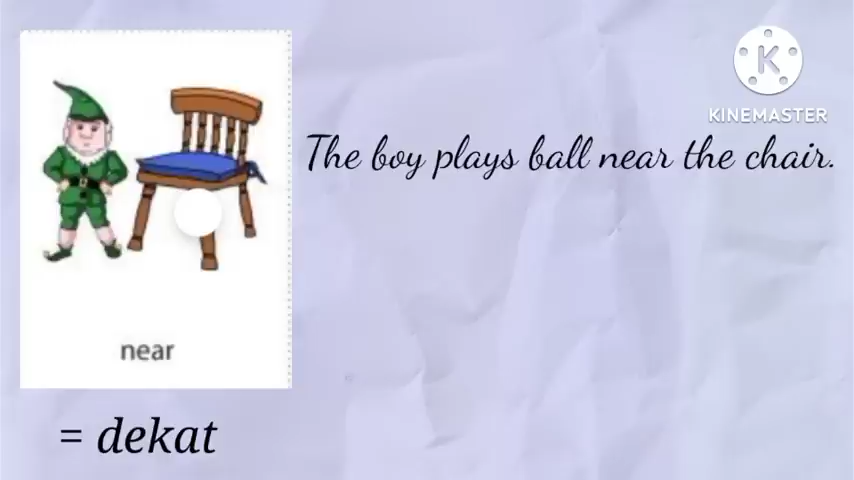 KINEMASTER
The boy plays ball near the chair.
near
= dekat